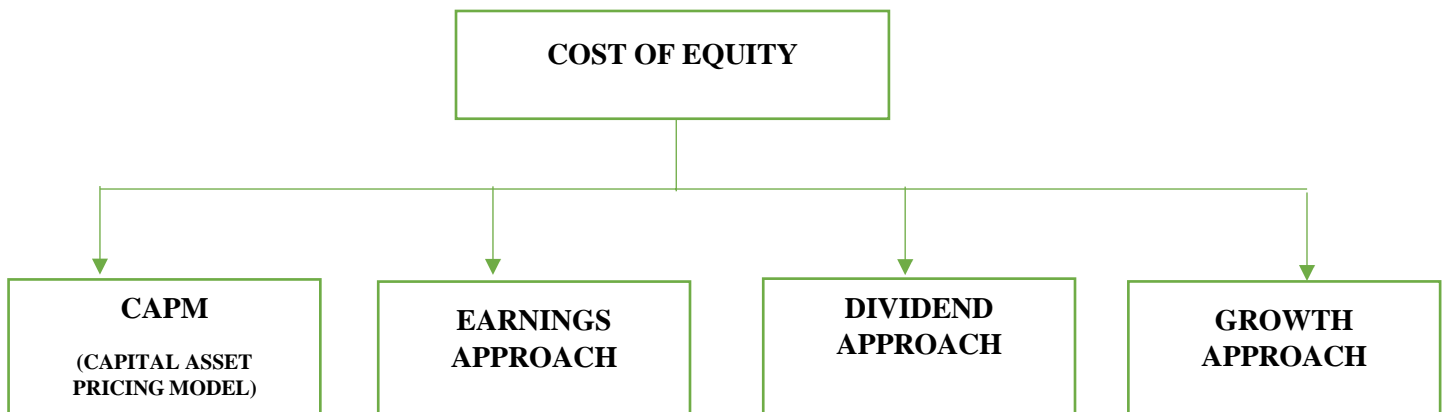 COST OF EQUITY
CAPM
(CAPITAL ASSET
PRICING MODEL)
EARNINGS
APPROACH
DIVIDEND
APPROACH
GROWTH
APPROACH